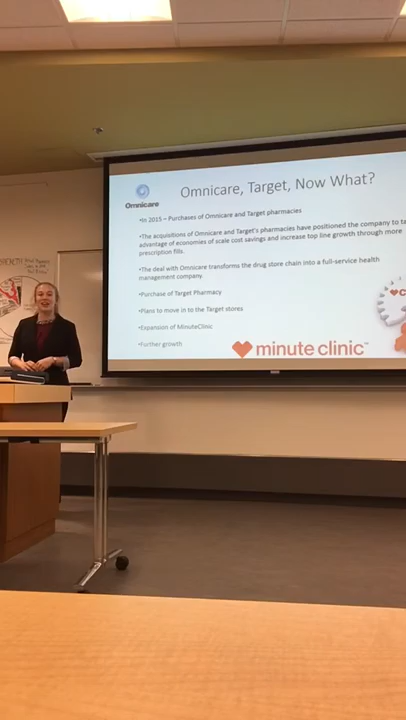 Omnicare, Target, Now What?
Omnicare
•In 2015 – Purchases of Omnicare and Target pharmacies
•The acquisitions of Omnicare and Target's pharmacies have positioned the company to ta
advantage of economies of scale cost savings and increase top line growth through more
prescription fills.
•The deal with Omnicare transforms the drug store chain into a full-service health
management company
•Purchase of Target Pharmacy
•Plans to move in to the Target stores
•Expansion of MinuteClinic
•Further growth
minute clinic™